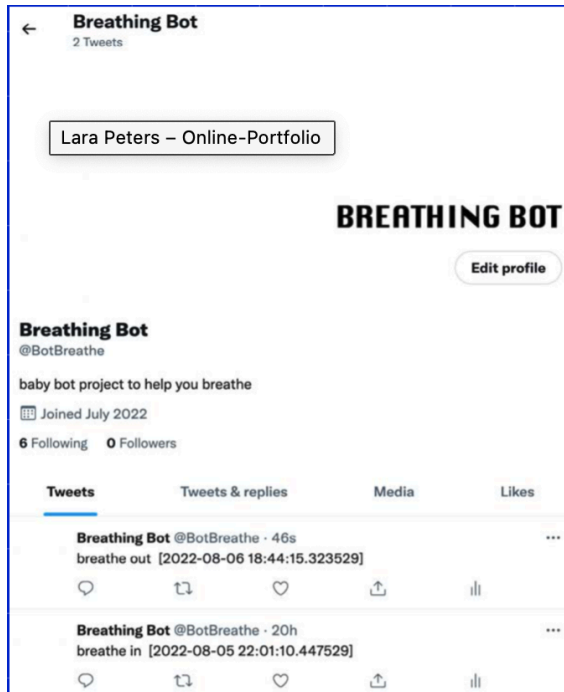 Breathing Bot
2 Tweets
Lara Peters – Online-Portfolio
BREATHING BOT
Edit profile
Breathing Bot
@BotBreathe
baby bot project to help you breathe
Joined July 2022
6 Following 0 Followers
Tweets Tweets & replies Media Likes
Breathing Bot @BotBreathe · 46s
breathe out [2022-08-06 18:44:15.323529]
Breathing Bot @BotBreathe · 20h
breathe in [2022-08-05 22:01:10.447529]